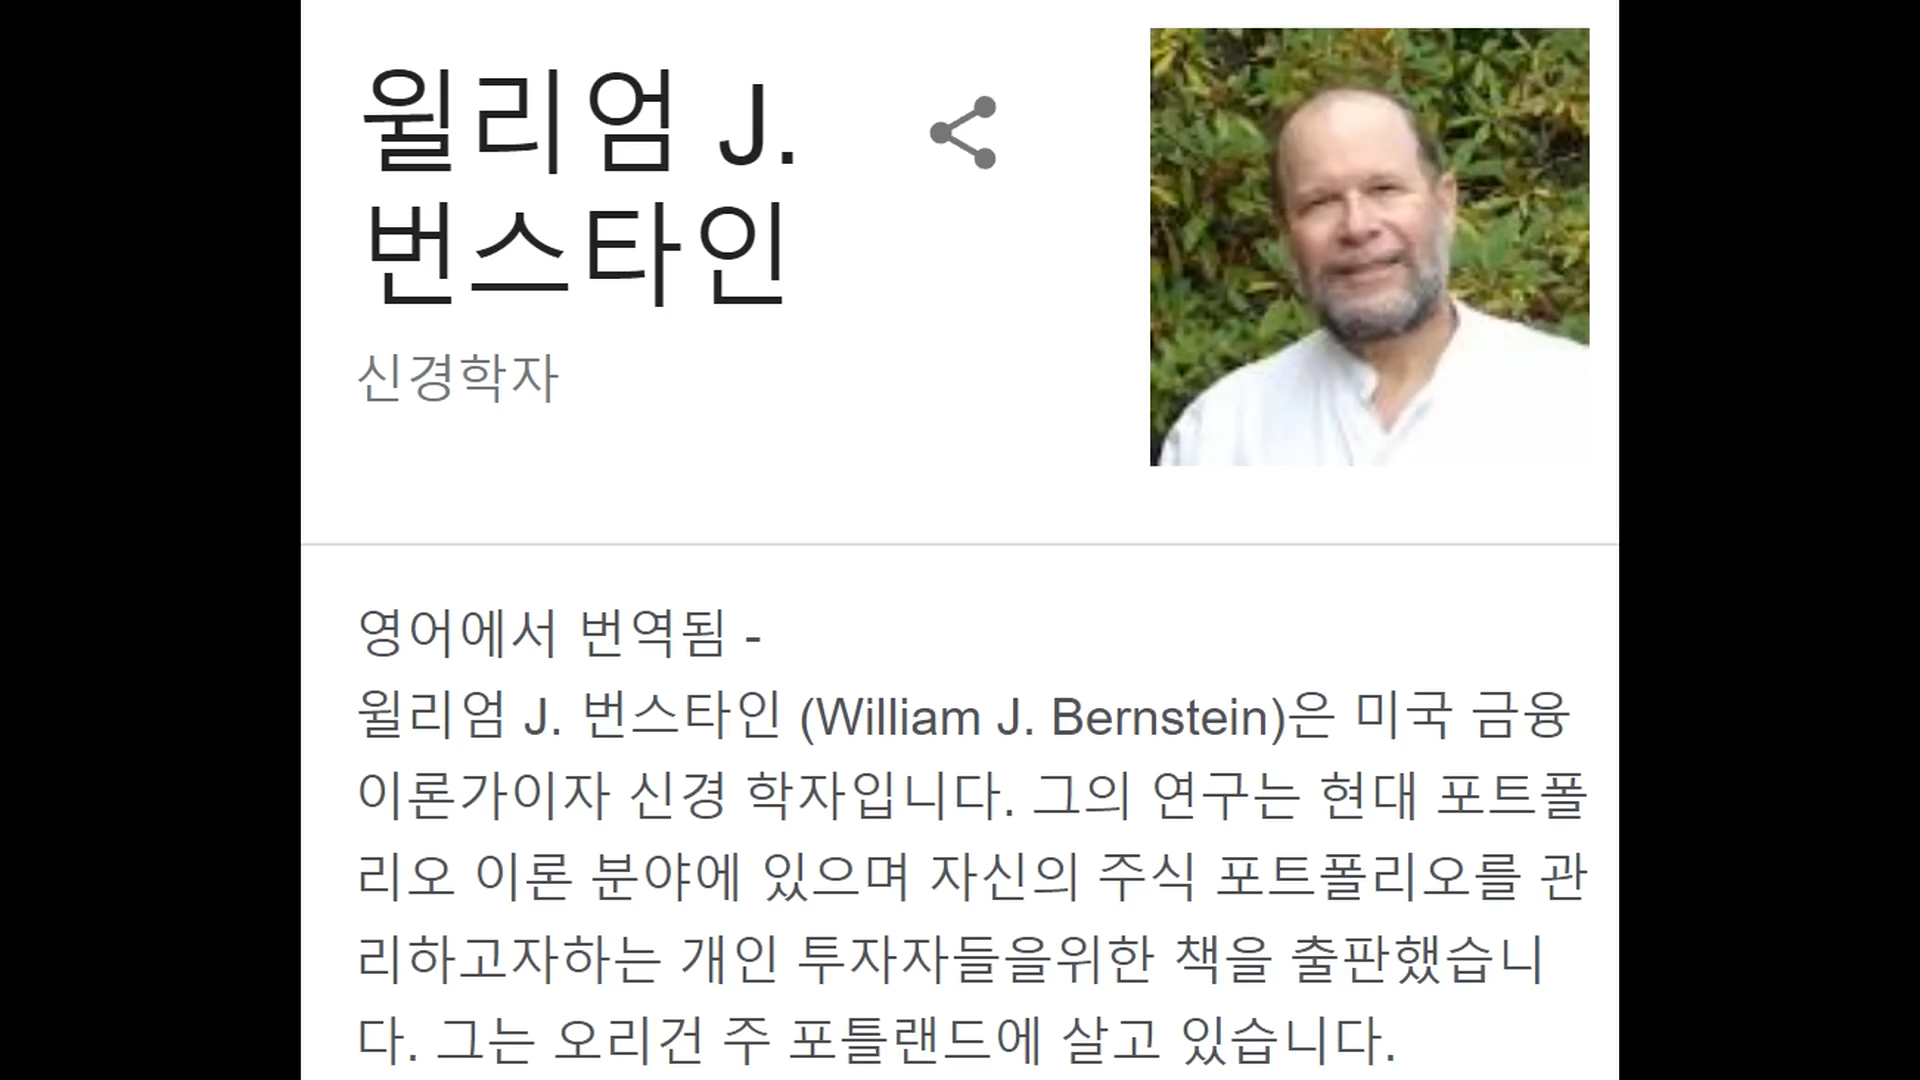 윌리엄 J.
번스타인
신경학자
영어에서 번역됨 -
윌리엄 J. 번스타인 (William J. Bernstein)은 미국 금융
이론가이자 신경 학자입니다. 그의 연구는 현대 포트폴
리오 이론 분야에 있으며 자신의 주식 포트폴리오를 관
리하고자하는 개인 투자자들을위한 책을 출판했습니
다. 그는 오리건 주 포틀랜드에 살고 있습니다.